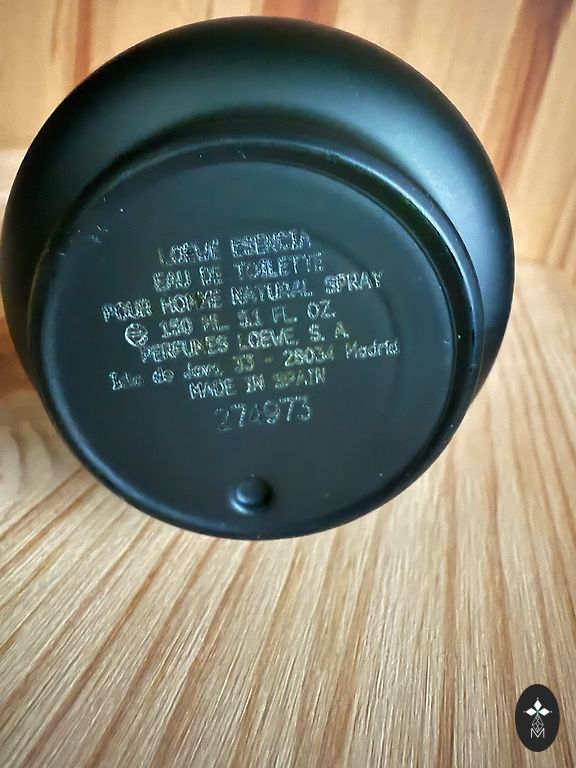 LOEWE ESENCIA
EAU DE TOILETTE
POUR HOMME NATURAL SPRAY
150 ML. 5.1 FL. OZ.
PERFUMES LOEWE, S. A.
Isla de Java, 33 - 28034 Madrid
MADE IN SPAIN
274973
M